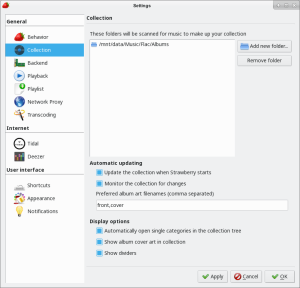 Settings
General
Behavior
Collection
Backend
Playback
Playlist
Network Proxy
Transcoding
Internet
Tidal
Deezer
User interface
Shortcuts
Appearance
Notifications
Collection
These folders will be scanned for music to make up your collection
/mnt/data/Music/Flac/Albums
Add new folder...
Remove folder
Automatic updating
Update the collection when Strawberry starts
Monitor the collection for changes
Preferred album art filenames (comma separated)
front,cover
Display options
Automatically open single categories in the collection tree
Show album cover art in collection
Show dividers
Apply
Cancel
OK